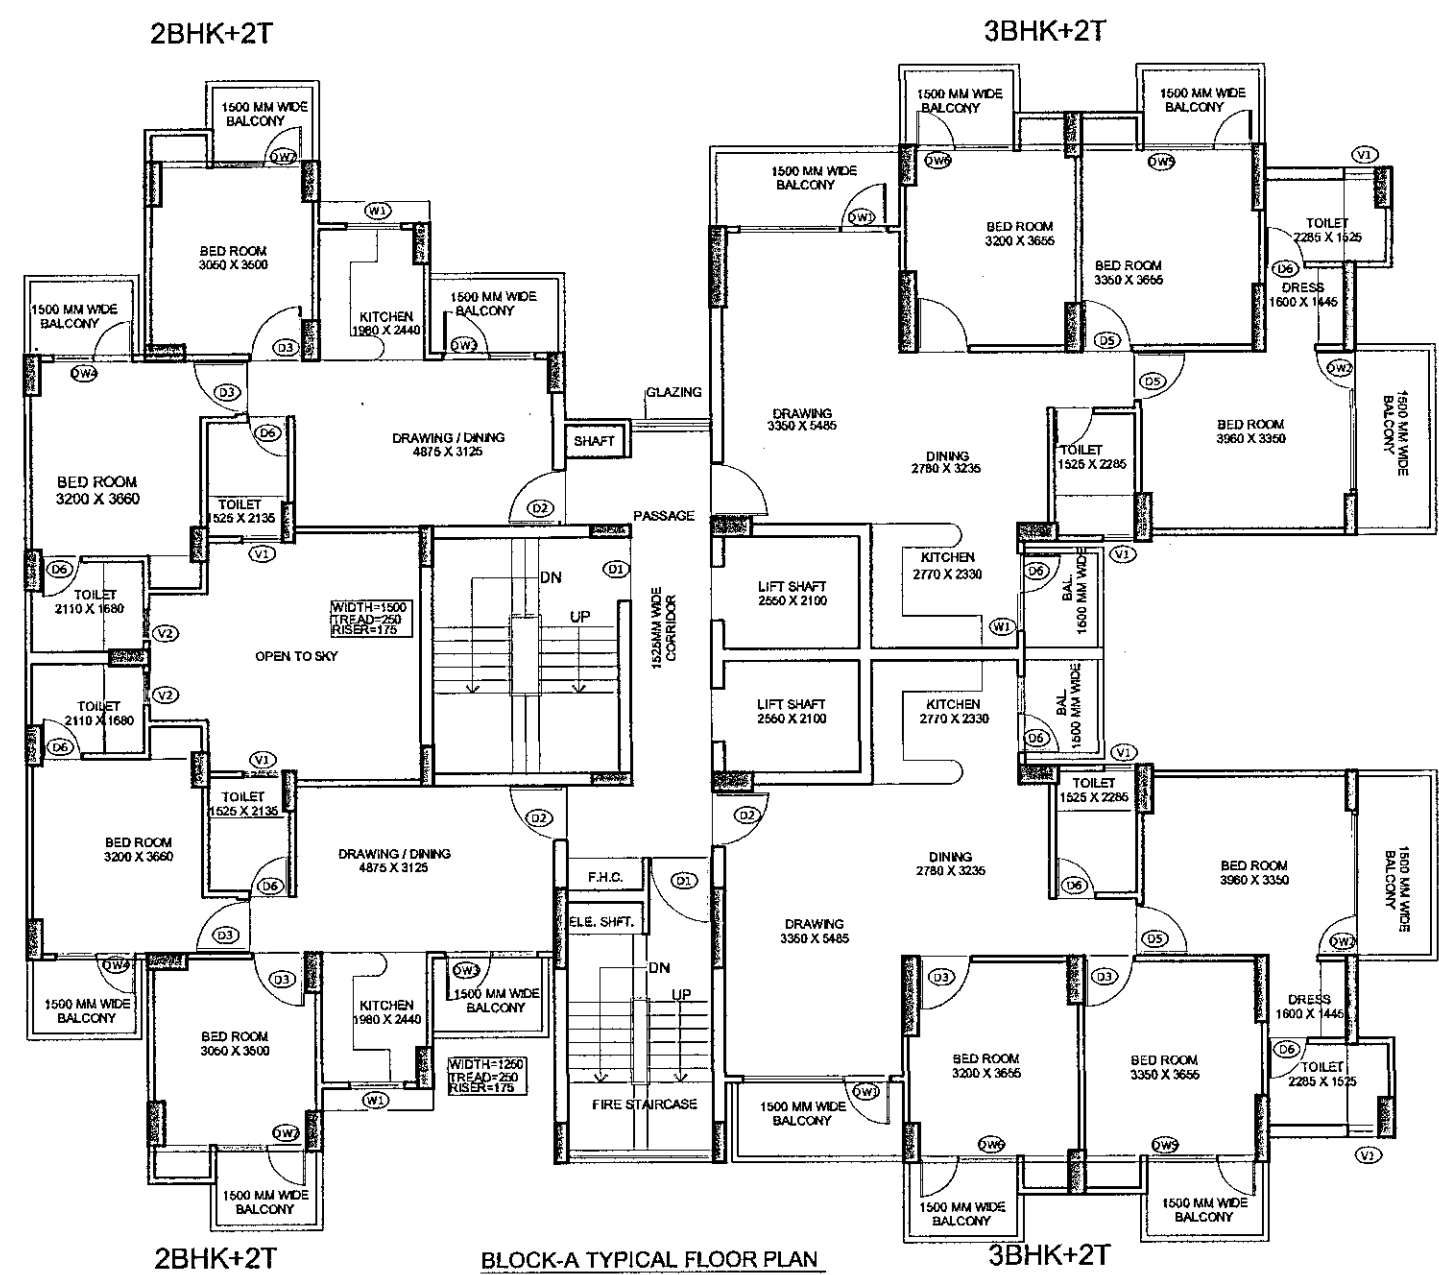 2BHK+2T
3BHK+2T
1500 MM WIDE
BALCONY
DW2
BED ROOM
3050 X 3500
D3
W1
KITCHEN
1980 X 2440
1500 MM WIDE
BALCONY
DW3
1500 MM WIDE
BALCONY
DW4
D3
D6
BED ROOM
3200 X 3660
TOILET
1525 X 2135
V1
DRAWING / DINING
4875 X 3125
D2
SHAFT
GLAZING
PASSAGE
1500 MM WIDE
BALCONY
DW1
1500 MM WIDE
BALCONY
DW6
1500 MM WIDE
BALCONY
DW5
V1
BED ROOM
3200 X 3655
BED ROOM
3350 X 3655
TOILET
2285 X 1525
D6
DRESS
1600 X 1445
D5
D5
DW2
DRAWING
3350 X 5485
DINING
2780 X 3235
TOILET
1525 X 2285
BED ROOM
3960 X 3350
1500 MM WIDE
BALCONY
V1
D6
TOILET
2110 X 1680
V2
WIDTH=1500
TREAD=250
RISER=175
OPEN TO SKY
DN
UP
D1
1525MM WIDE
CORRIDOR
LIFT SHAFT
2550 X 2100
KITCHEN
2770 X 2330
D6
BAL.
1500 MM WIDE
W1
V2
TOILET
2110 X 1680
D6
LIFT SHAFT
2550 X 2100
KITCHEN
2770 X 2330
BAL.
1500 MM WIDE
D6
V1
V1
TOILET
1525 X 2135
D6
BED ROOM
3200 X 3660
DRAWING / DINING
4875 X 3125
D2
D2
DINING
2780 X 3235
TOILET
1525 X 2285
D6
BED ROOM
3960 X 3350
1500 MM WIDE
BALCONY
F.H.C.
D1
ELE. SHFT.
DRAWING
3350 X 5485
D3
D5
DW2
DW4
D3
DW3
D3
D3
1500 MM WIDE
BALCONY
BED ROOM
3050 X 3500
KITCHEN
1980 X 2440
1500 MM WIDE
BALCONY
DN
UP
DRESS
1600 X 1445
WIDTH=1250
TREAD=250
RISER=175
FIRE STAIRCASE
BED ROOM
3200 X 3655
BED ROOM
3350 X 3655
D6
TOILET
2285 X 1525
W1
DW2
1500 MM WIDE
BALCONY
DW1
DW6
DW5
V1
1500 MM WIDE
BALCONY
1500 MM WIDE
BALCONY
1500 MM WIDE
BALCONY
2BHK+2T
BLOCK-A TYPICAL FLOOR PLAN
3BHK+2T